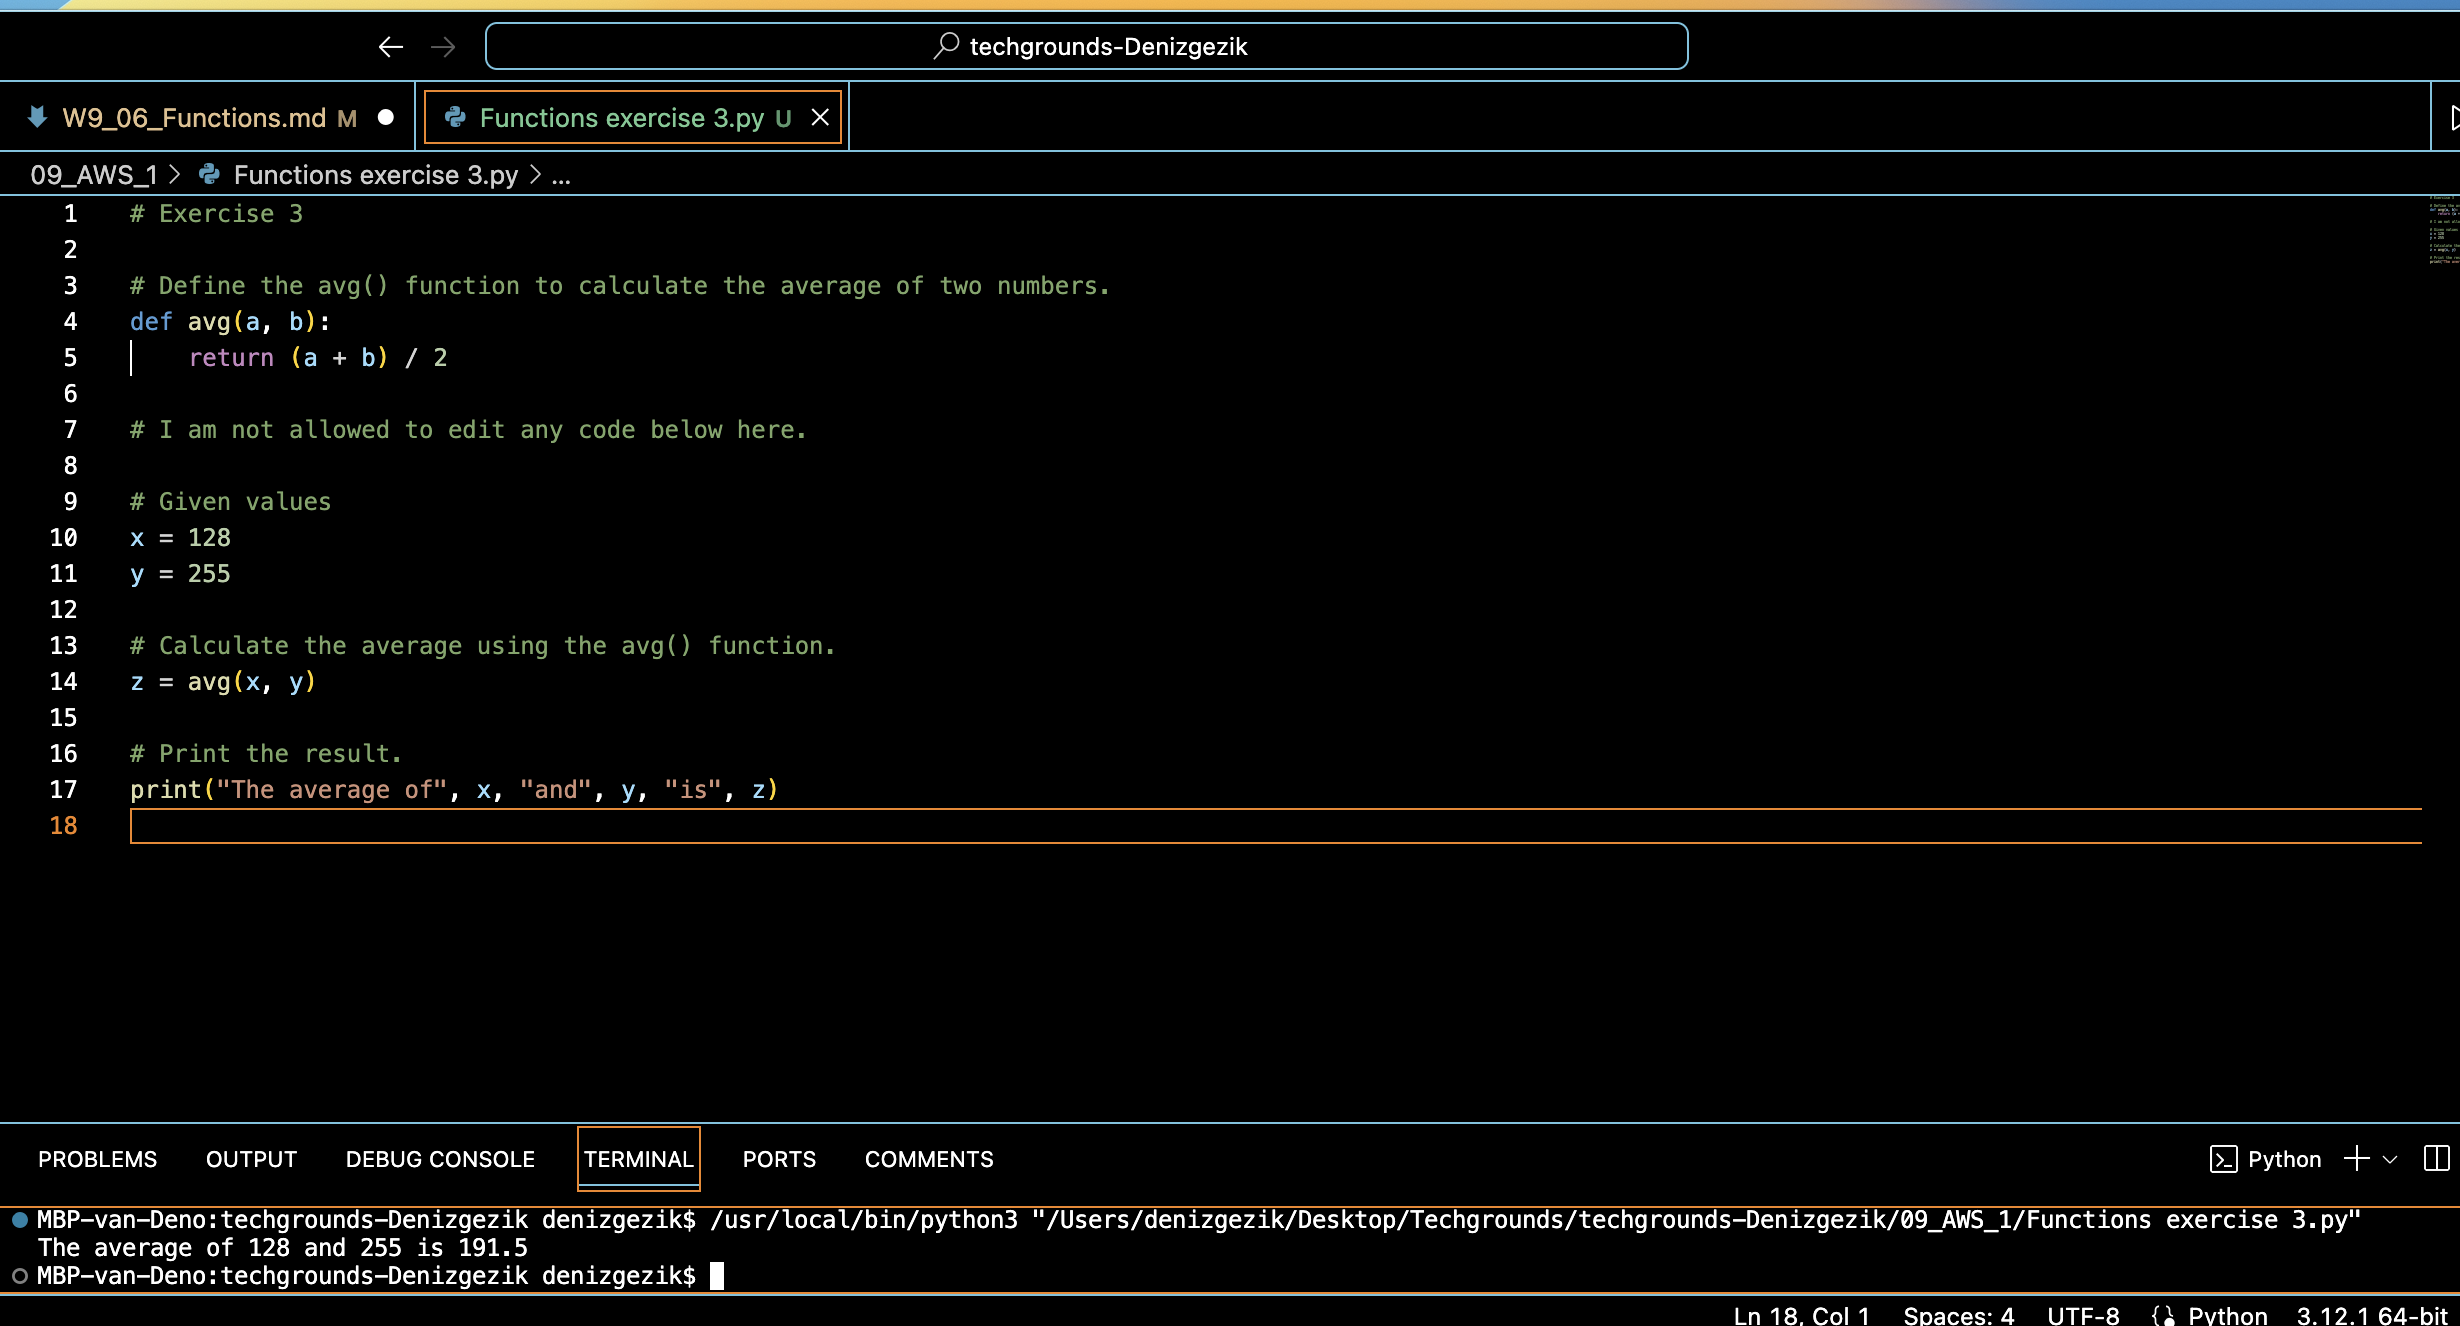 techgrounds-Denizgezik
W9_06_Functions.md M
Functions exercise 3.py U
09_AWS_1 > Functions exercise 3.py > ...
1 # Exercise 3
2
3 # Define the avg() function to calculate the average of two numbers.
4 def avg(a, b):
5 return (a + b) / 2
6
7 # I am not allowed to edit any code below here.
8
9 # Given values
10 x = 128
11 y = 255
12
13 # Calculate the average using the avg() function.
14 z = avg(x, y)
15
16 # Print the result.
17 print("The average of", x, "and", y, "is", z)
18
PROBLEMS OUTPUT DEBUG CONSOLE TERMINAL PORTS COMMENTS Python
MBP-van-Deno:techgrounds-Denizgezik denizgezik$ /usr/local/bin/python3 "/Users/denizgezik/Desktop/Techgrounds/techgrounds-Denizgezik/09_AWS_1/Functions exercise 3.py"
The average of 128 and 255 is 191.5
MBP-van-Deno:techgrounds-Denizgezik denizgezik$
Ln 18, Col 1 Spaces: 4 UTF-8 Python 3.12.1 64-bit